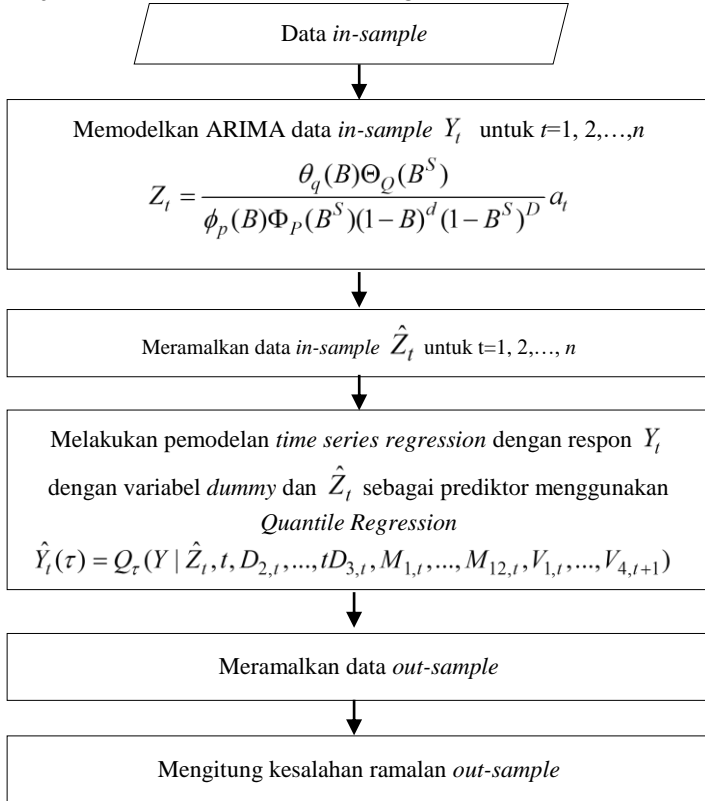 Data in-sample
Memodelkan ARIMA data in-sample Y_t untuk t=1, 2,…,n
Z_t = \frac{θ_q(B)Θ_Q(B^S)}{ϕ_p(B)Φ_P(B^S)(1−B)^d(1−B^S)^D} a_t
Meramalkan data in-sample Ẑ_t untuk t=1, 2,…, n
Melakukan pemodelan time series regression dengan respon Y_t
dengan variabel dummy dan Ẑ_t sebagai prediktor menggunakan
Quantile Regression
Ŷ_t(τ) = Q_τ(Y | Ẑ_t, t, D_{2,t},..., tD_{3,t}, M_{1,t},..., M_{12,t}, V_{1,t},..., V_{4,t+1})
Meramalkan data out-sample
Mengitung kesalahan ramalan out-sample